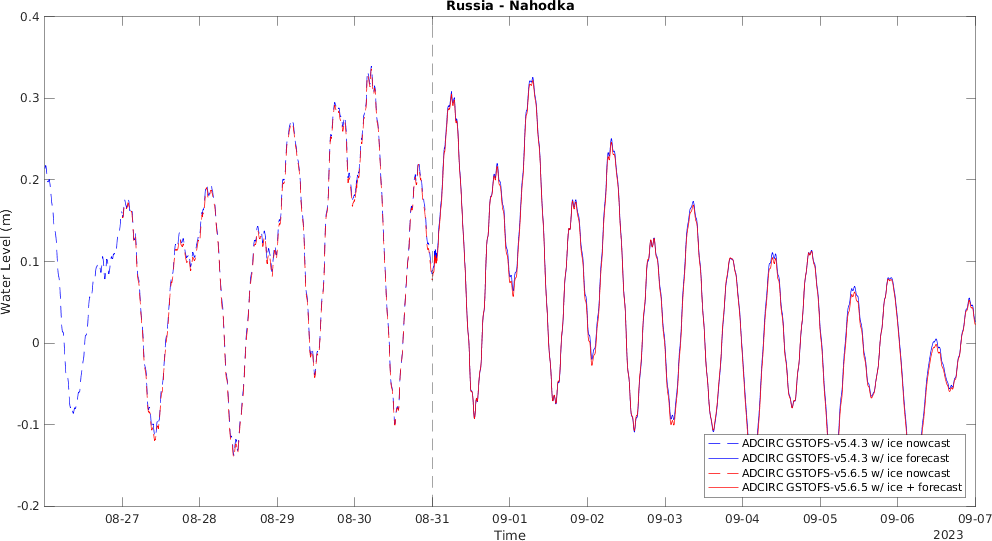 Russia - Nahodka
Water Level (m)
0.4
0.3
0.2
0.1
0
-0.1
-0.2
ADCIRC GSTOFS-v5.4.3 w/ ice nowcast
ADCIRC GSTOFS-v5.4.3 w/ ice forecast
ADCIRC GSTOFS-v5.6.5 w/ ice nowcast
ADCIRC GSTOFS-v5.6.5 w/ ice + forecast
08-27 08-28 08-29 08-30 08-31 09-01 09-02 09-03 09-04 09-05 09-06 09-07
Time
2023